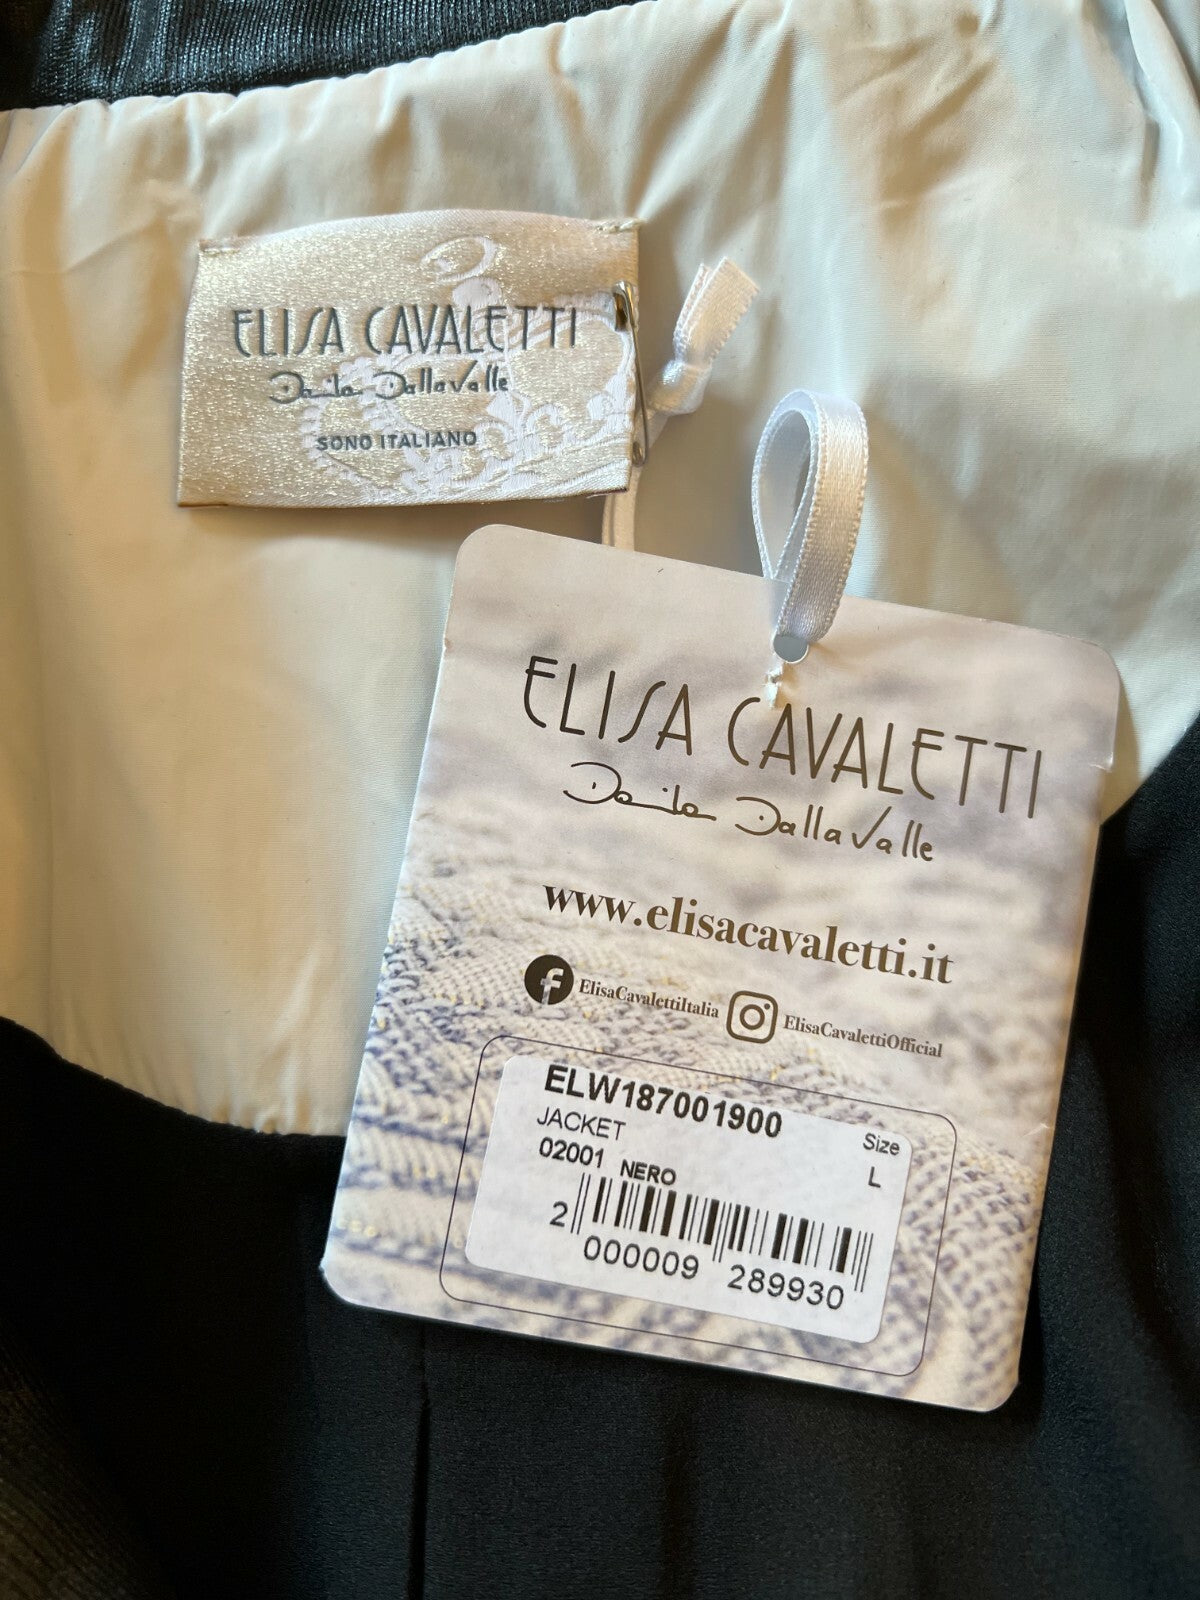 ELISA CAVALETTI
Daniela Dallavalle
SONO ITALIANO
ELISA CAVALETTI
Daniela Dallavalle
www.elisacavaletti.it
ElisaCavalettiItalia ElisaCavalettiOfficial
ELW187001900
JACKET Size
02001 NERO L
2 000009 289930